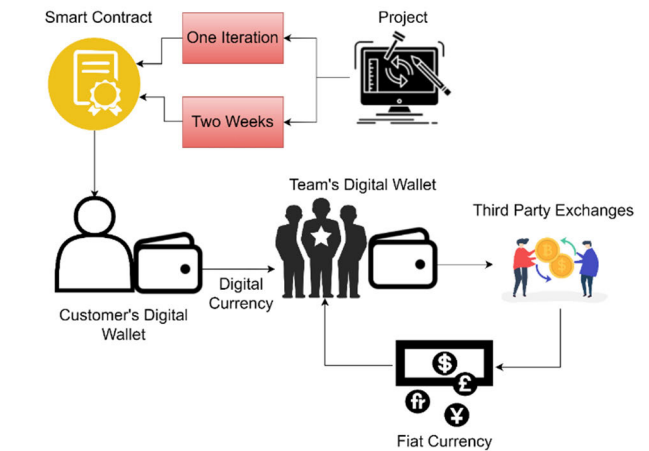 Smart Contract
Project
One Iteration
Two Weeks
Team's Digital Wallet
Third Party Exchanges
Digital
Currency
Customer's Digital
Wallet
$
£
fr
¥
Fiat Currency